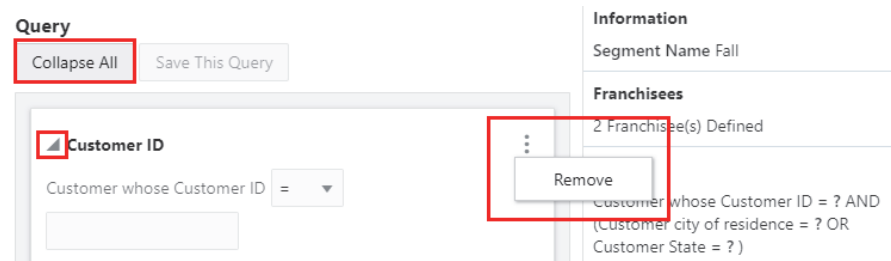 Query
Collapse All
Save This Query
Customer ID
Customer whose Customer ID = 
Remove
Information
Segment Name Fall
Franchisees
2 Franchisee(s) Defined
Customer whose Customer ID = ? AND
(Customer city of residence = ? OR
Customer State = ? )